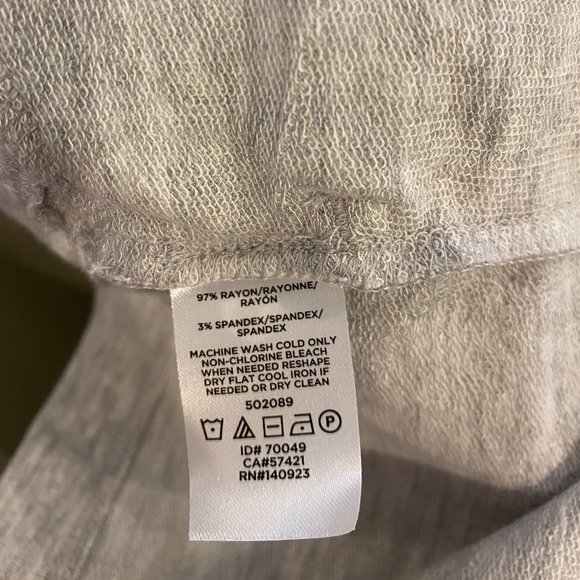 97% RAYON/RAYONNE/
RAYÓN
3% SPANDEX/SPANDEX/
SPANDEX
MACHINE WASH COLD ONLY
NON-CHLORINE BLEACH
WHEN NEEDED RESHAPE
DRY FLAT COOL IRON IF
NEEDED OR DRY CLEAN
502089
P
ID# 70049
CA#57421
RN#140923